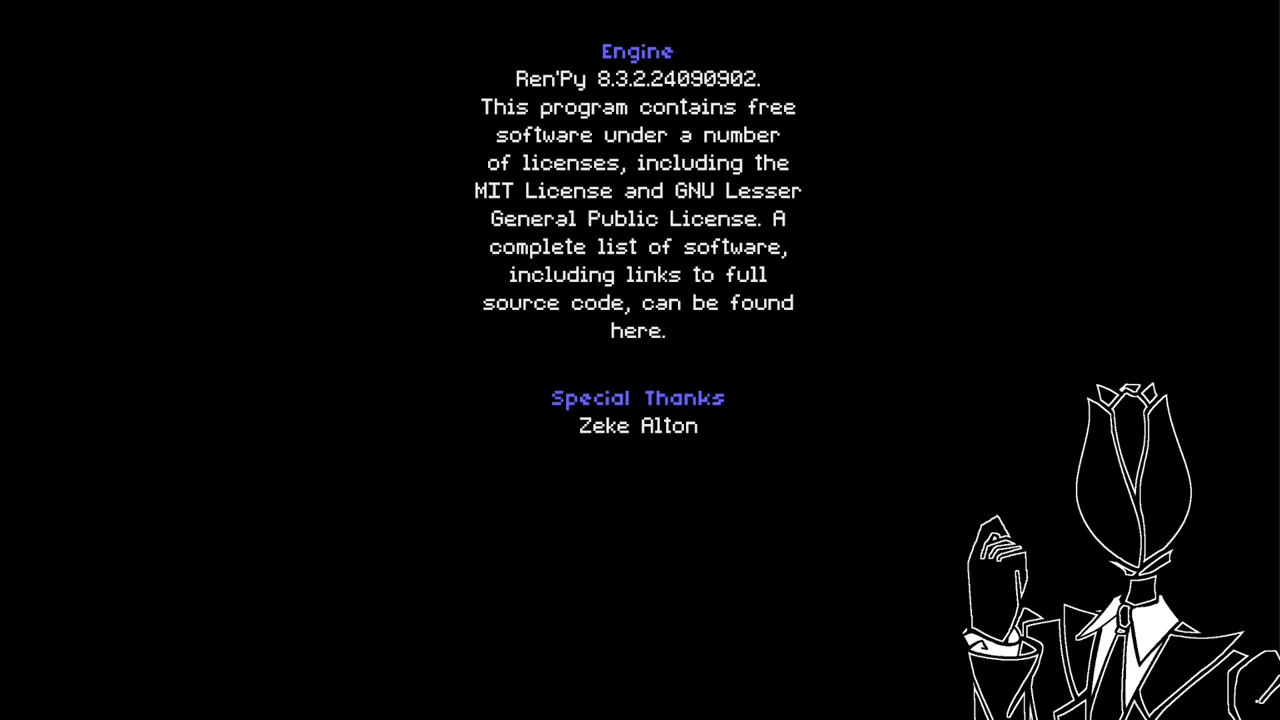 Engine
Ren'Py 8.3.2.24090902.
This program contains free
software under a number
of licenses, including the
MIT License and GNU Lesser
General Public License. A
complete list of software,
including links to full
source code, can be found
here.
Special Thanks
Zeke Alton